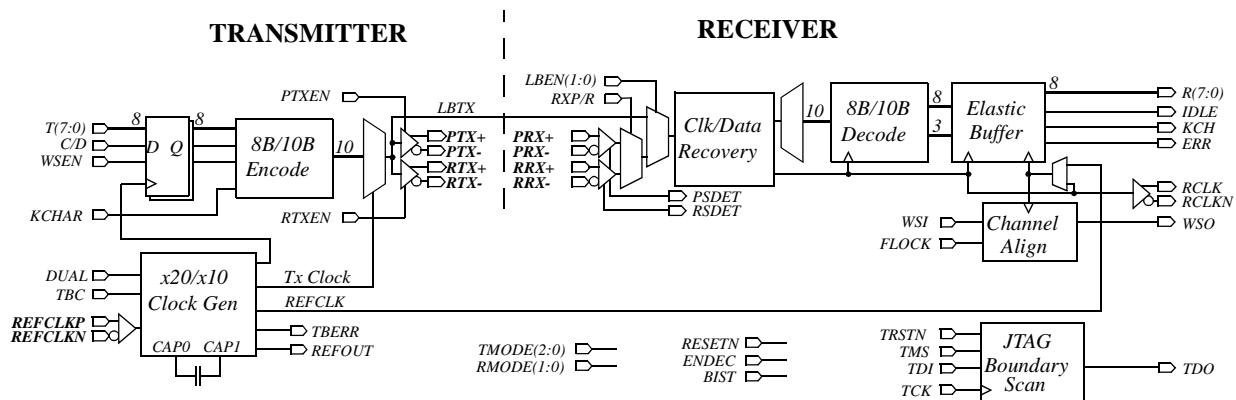 TRANSMITTER
RECEIVER
PTXEN
LBTX
LBEN(1:0)
RXP/R
T(7:0)
C/D
WSEN
8
D Q
8
8B/10B
Encode
10
PTX+
PTX-
RTX+
RTX-
PRX+
PRX-
RRX+
RRX-
Clk/Data
Recovery
10
8B/10B
Decode
8
3
Elastic
Buffer
8
R(7:0)
IDLE
KCH
ERR
KCHAR
RTXEN
PSDET
RSDET
RCLK
RCLKN
WSI
FLOCK
Channel
Align
WSO
DUAL
TBC
REFCLKP
REFCLKN
x20/x10
Clock Gen
CAP0 CAP1
Tx Clock
REFCLK
TBERR
REFOUT
TMODE(2:0)
RMODE(1:0)
RESETN
ENDEC
BIST
TRSTN
TMS
TDI
TCK
JTAG
Boundary
Scan
TDO